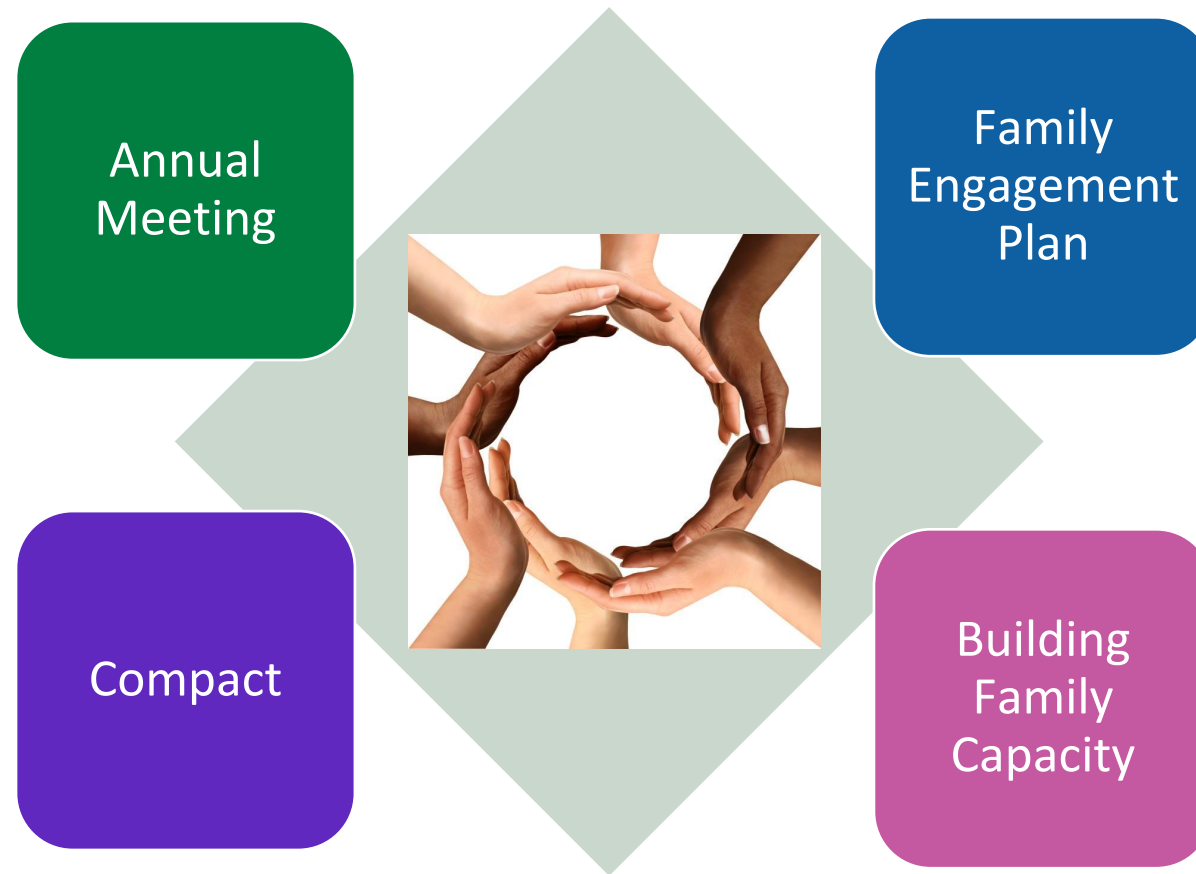 Annual
Meeting
Family
Engagement
Plan
Compact
Building
Family
Capacity